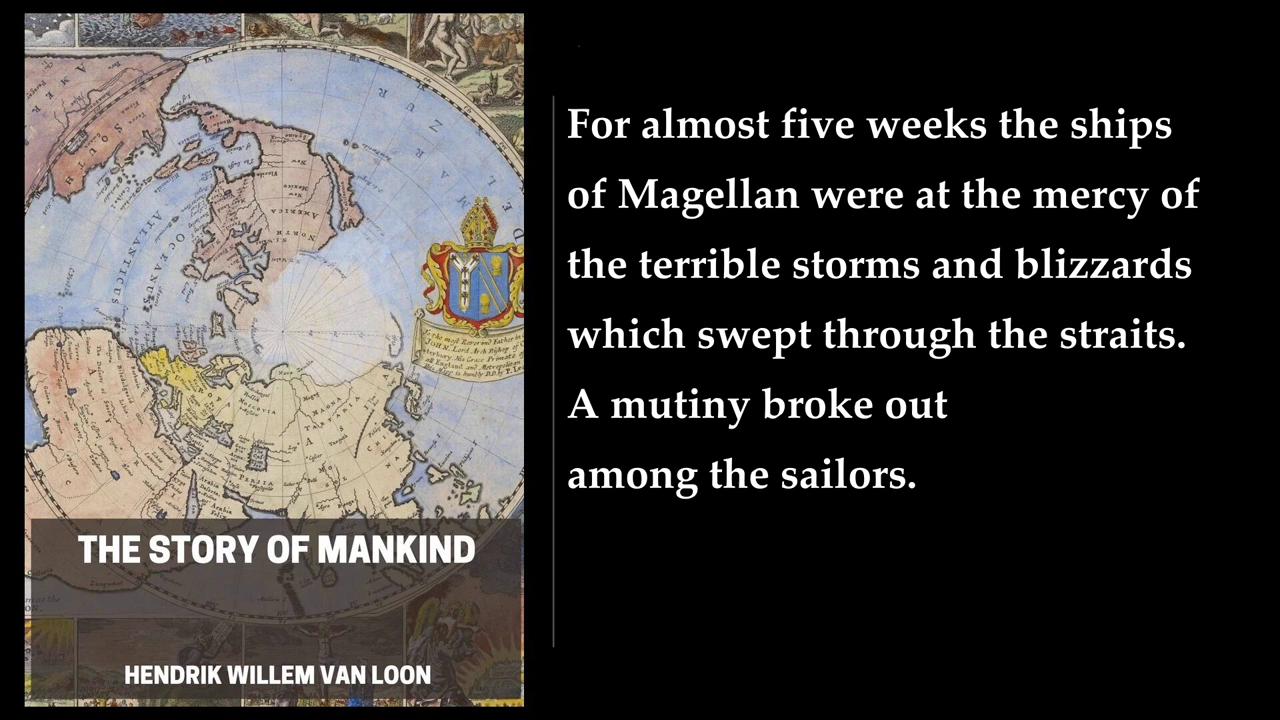 THE STORY OF MANKIND
HENDRIK WILLEM VAN LOON
For almost five weeks the ships
of Magellan were at the mercy of
the terrible storms and blizzards
which swept through the straits.
A mutiny broke out
among the sailors.